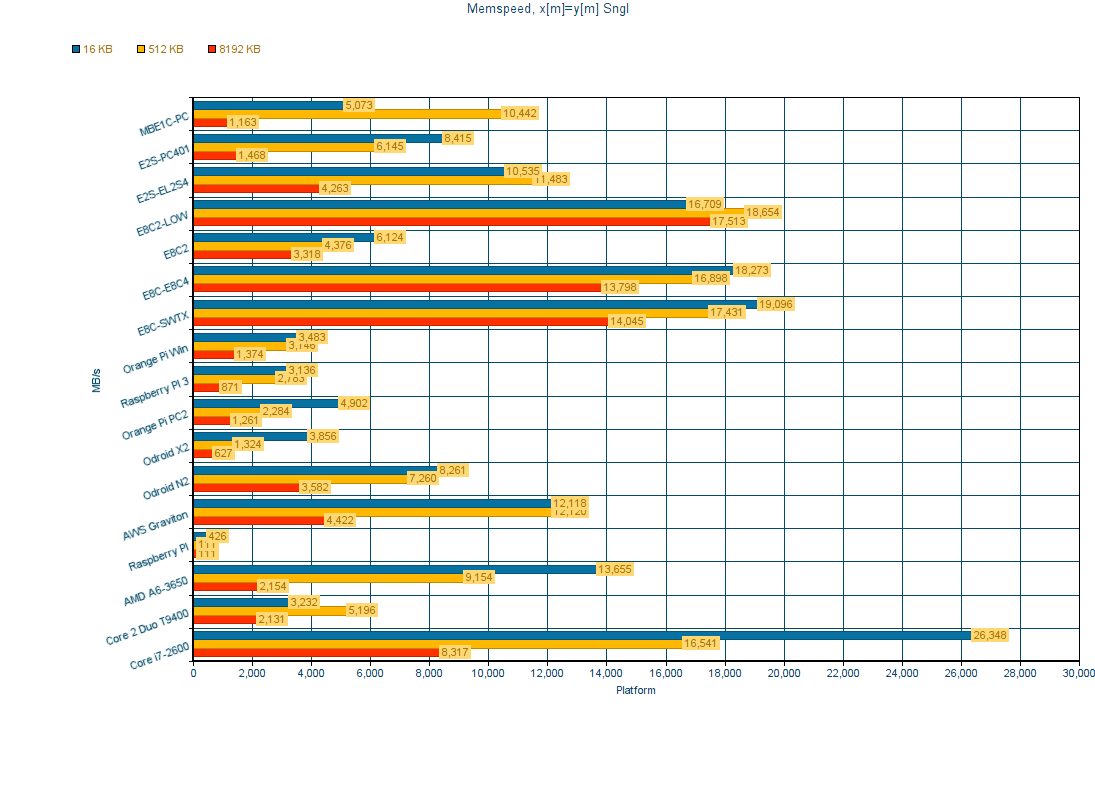 Memspeed, x[m]=y[m] Sngl
16 KB 512 KB 8192 KB
MB/s
MBE1C-PC 5,073 10,442 1,163
E2S-PC401 8,415 6,145 1,468
E2S-EL2S4 10,535 11,483 4,263
E8C2-LOW 16,709 18,654 17,513
E8C2 6,124 4,376 3,318
E8C-E8C4 18,273 16,898 13,798
E8C-SWTX 19,096 17,431 14,045
Orange Pi Win 3,483 3,146 1,374
Raspberry PI 3 3,136 2,783 871
Orange Pi PC2 4,902 2,284 1,261
Odroid X2 3,856 1,324 627
Odroid N2 8,261 7,260 3,582
AWS Graviton 12,118 12,120 4,422
Raspberry PI 426 111 111
AMD A6-3650 13,655 9,154 2,154
Core 2 Duo T9400 3,232 5,196 2,131
Core i7-2600 26,348 16,541 8,317
0 2,000 4,000 6,000 8,000 10,000 12,000 14,000 16,000 18,000 20,000 22,000 24,000 26,000 28,000 30,000
Platform